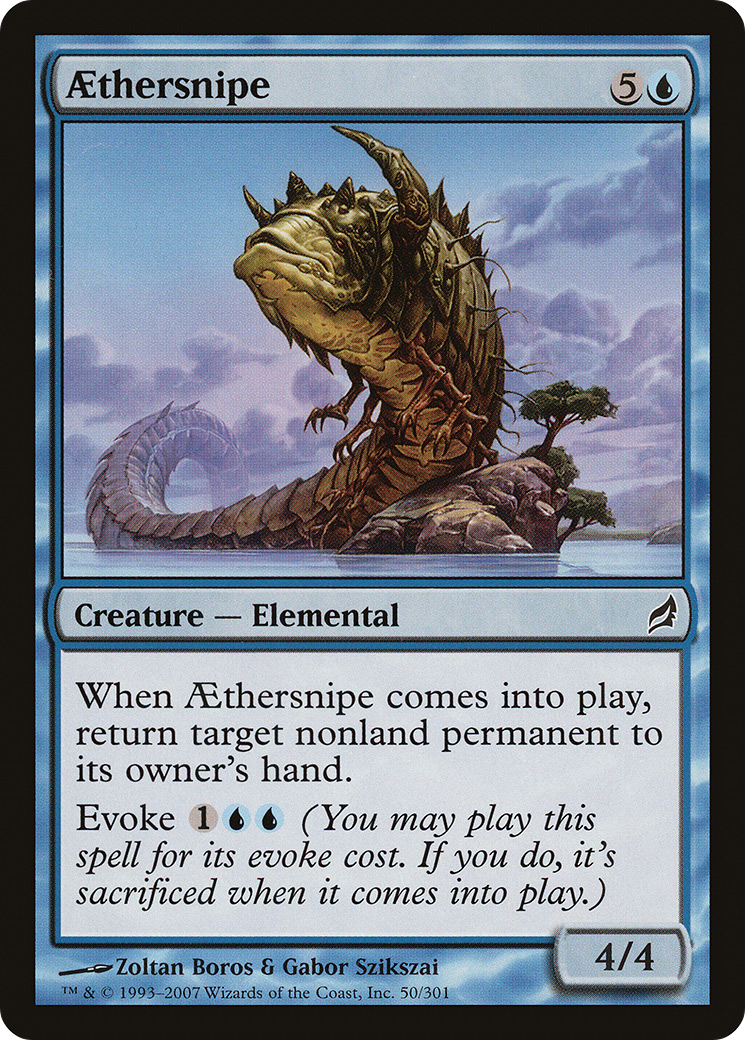 Æthersnipe
5
Creature — Elemental
When Æthersnipe comes into play,
return target nonland permanent to
its owner's hand.
Evoke 1 (You may play this
spell for its evoke cost. If you do, it's
sacrificed when it comes into play.)
4/4
Zoltan Boros & Gabor Szikszai
™ & © 1993–2007 Wizards of the Coast, Inc. 50/301